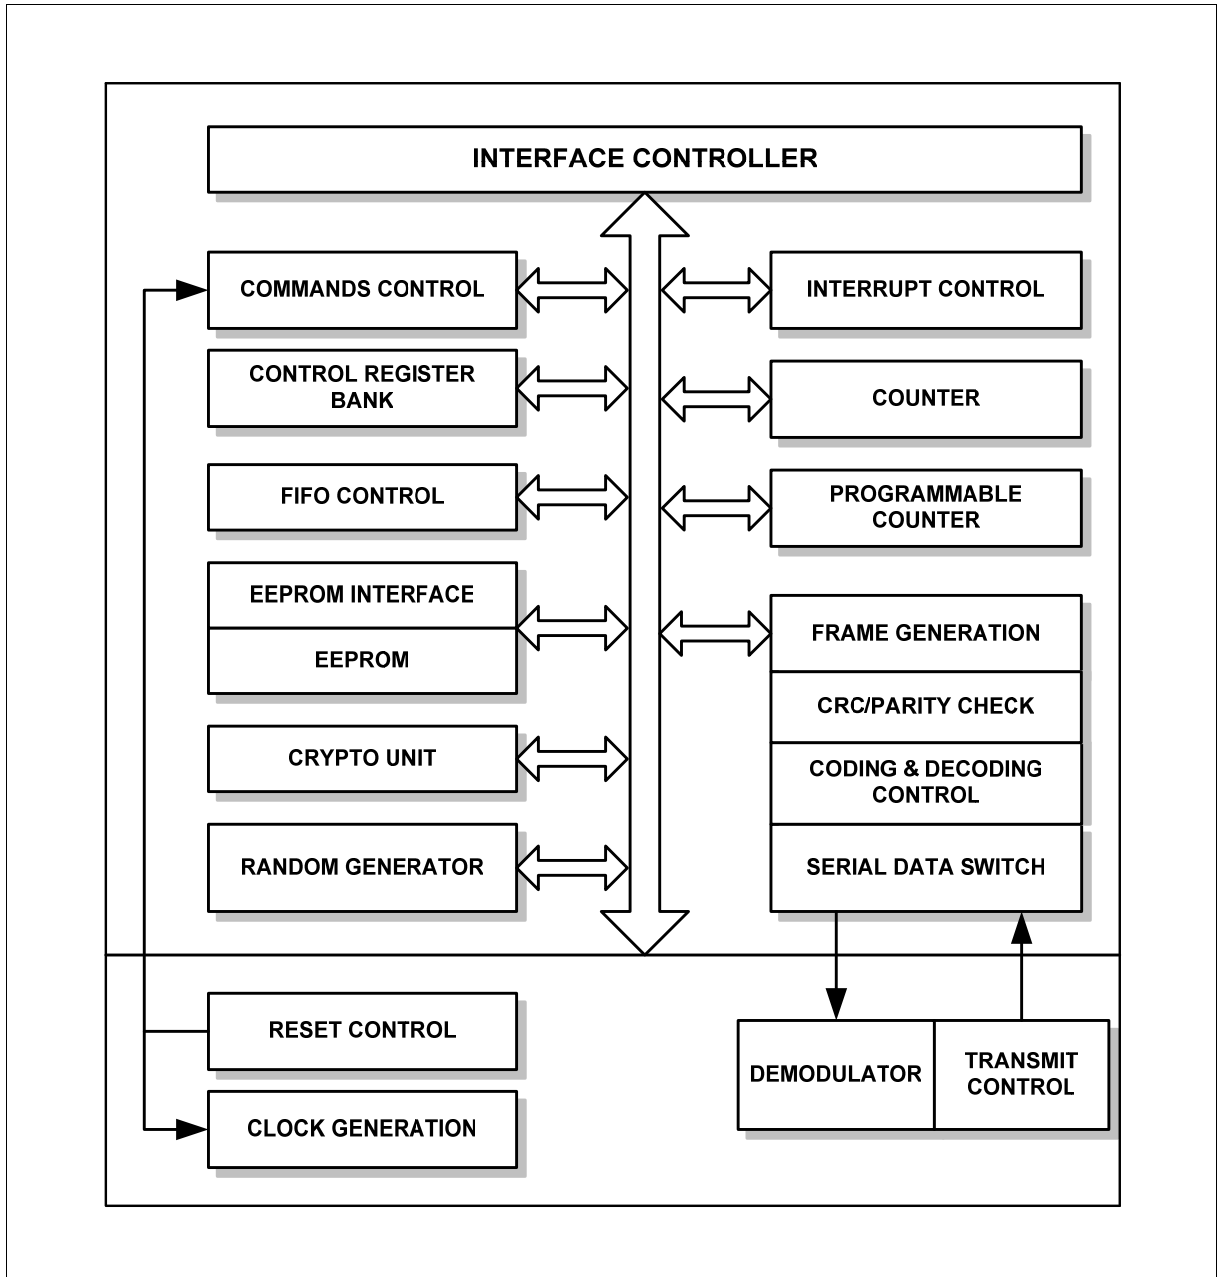 INTERFACE CONTROLLER
COMMANDS CONTROL
CONTROL REGISTER
BANK
FIFO CONTROL
EEPROM INTERFACE
EEPROM
CRYPTO UNIT
RANDOM GENERATOR
INTERRUPT CONTROL
COUNTER
PROGRAMMABLE
COUNTER
FRAME GENERATION
CRC/PARITY CHECK
CODING & DECODING
CONTROL
SERIAL DATA SWITCH
RESET CONTROL
CLOCK GENERATION
DEMODULATOR
TRANSMIT
CONTROL